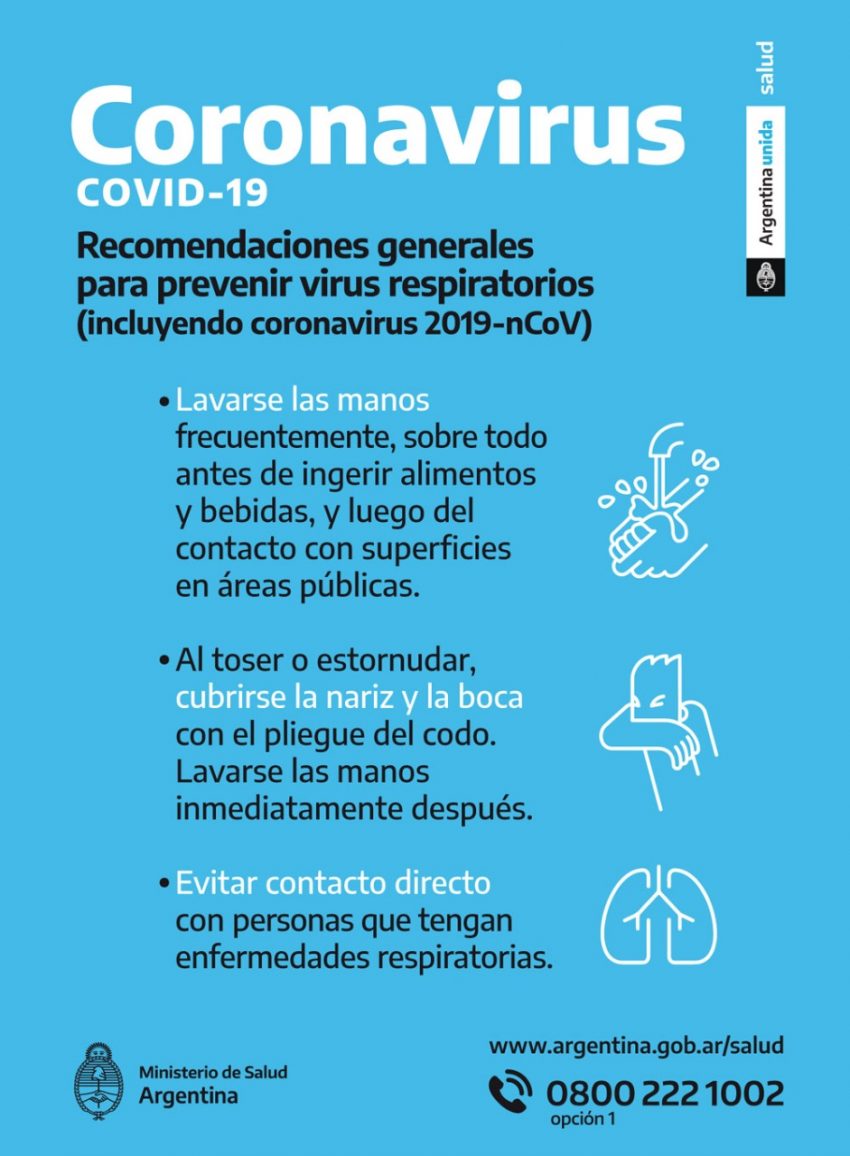 salud
Argentina unida
Coronavirus
COVID-19
Recomendaciones generales
para prevenir virus respiratorios
(incluyendo coronavirus 2019-nCoV)
• Lavarse las manos
frecuentemente, sobre todo
antes de ingerir alimentos
y bebidas, y luego del
contacto con superficies
en áreas públicas.
• Al toser o estornudar,
cubrirse la nariz y la boca
con el pliegue del codo.
Lavarse las manos
inmediatamente después.
• Evitar contacto directo
con personas que tengan
enfermedades respiratorias.
Ministerio de Salud
Argentina
www.argentina.gob.ar/salud
0800 222 1002
opción 1